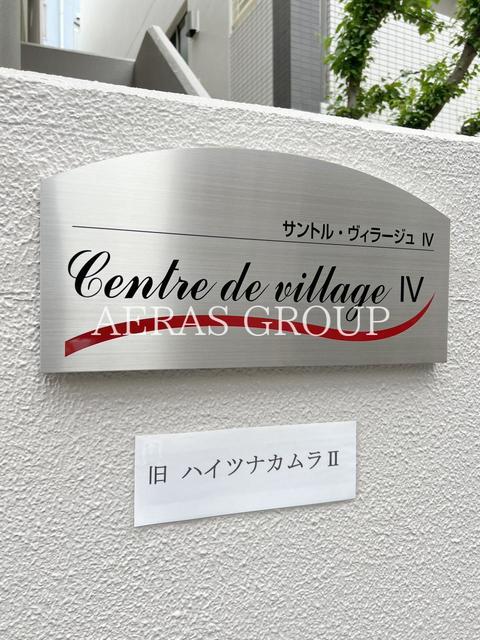 サントル・ヴィラージュ Ⅳ
Centre de village Ⅳ
AERAS GROUP
旧 ハイツナカムラⅡ